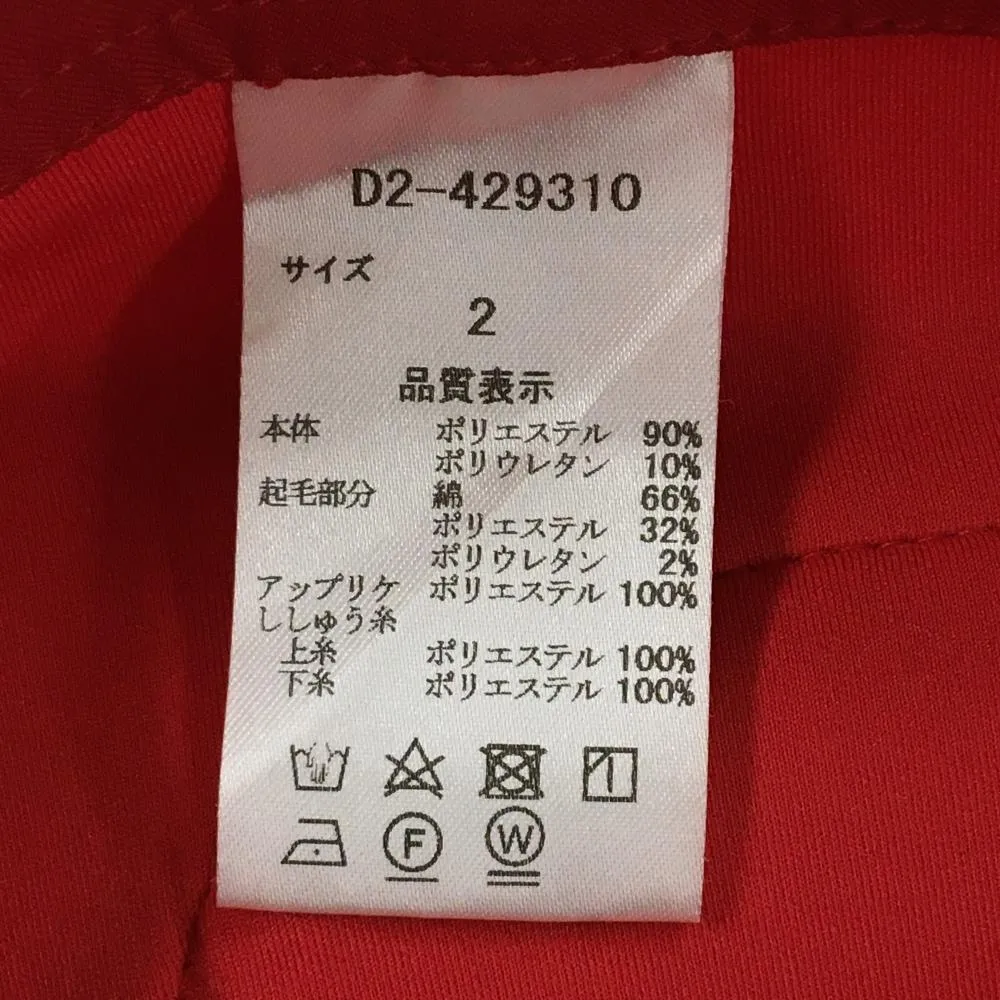 D2-429310
サイズ
2
品質表示
本体 ポリエステル 90%
ポリウレタン 10%
起毛部分 綿 66%
ポリエステル 32%
ポリウレタン 2%
アップリケ ポリエステル 100%
ししゅう糸
上糸 ポリエステル 100%
下糸 ポリエステル 100%
F W